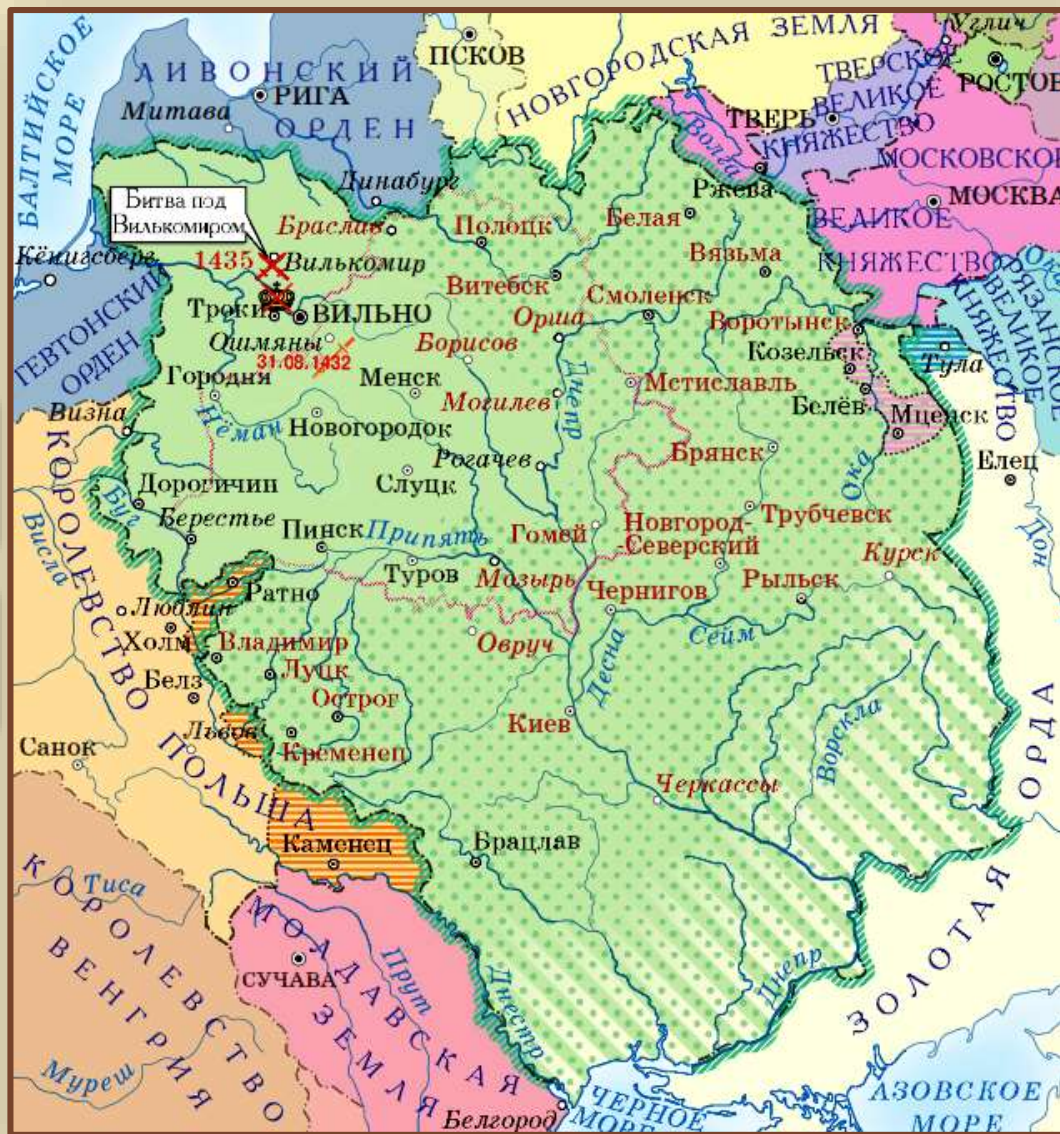 БАЛТИЙСКОЕ
МОРЕ
ЛИВОНСКИЙ
ОРДЕН
РИГА
Митава
ПСКОВ
НОВГОРОДСКАЯ ЗЕМЛЯ
Углич
РОСТОВ
ТВЕРСКОЕ
ВЕЛИКОЕ
КНЯЖЕСТВО
ТВЕРЬ
Волга
Ржева
МОСКОВСКОЕ
МОСКВА
ВЕЛИКОЕ
КНЯЖЕСТВО
Динабург
Битва под
Вилькомиром
1435
Вилькомир
Браслав
Полоцк
Белая
Вязьма
Кёнигсберг
Витебск
Смоленск
Троки
ВИЛЬНО
Орша
Воротынск
Ошмяны
31.08.1432
Борисов
Козельск
Тула
ТЕВТОНСКИЙ
ОРДЕН
Городня
Менск
Днепр
Мстиславль
Белёв
Мценск
Визна
Нёман
Новогородок
Могилев
Брянск
Ока
Елец
КНЯЖЕСТВО
ВЕЛИКОЕ
Рогачев
Слуцк
Дорогичин
Буг
Берестье
Висла
Пинск
Припять
Гомей
Новгород-
Северский
Трубчевск
Курск
Дон
Туров
Мозырь
Чернигов
Рыльск
Ратно
Люблин
Холм
Владимир
Овруч
Десна
Сейм
Белз
Луцк
Острог
Киев
Львов
Кременец
Ворскла
Санок
КОРОЛЕВСТВО
ПОЛЬША
Черкассы
Каменец
Брацлав
ЗОЛОТАЯ
ОРДА
Тиса
КОРОЛЕВСТВО
ВЕНГРИЯ
СУЧАВА
МОЛДАВСКАЯ
ЗЕМЛЯ
Прут
Днестр
Днепр
Муреш
Белгород
ЧЕРНОЕ
МОРЕ
АЗОВСКОЕ
МОРЕ